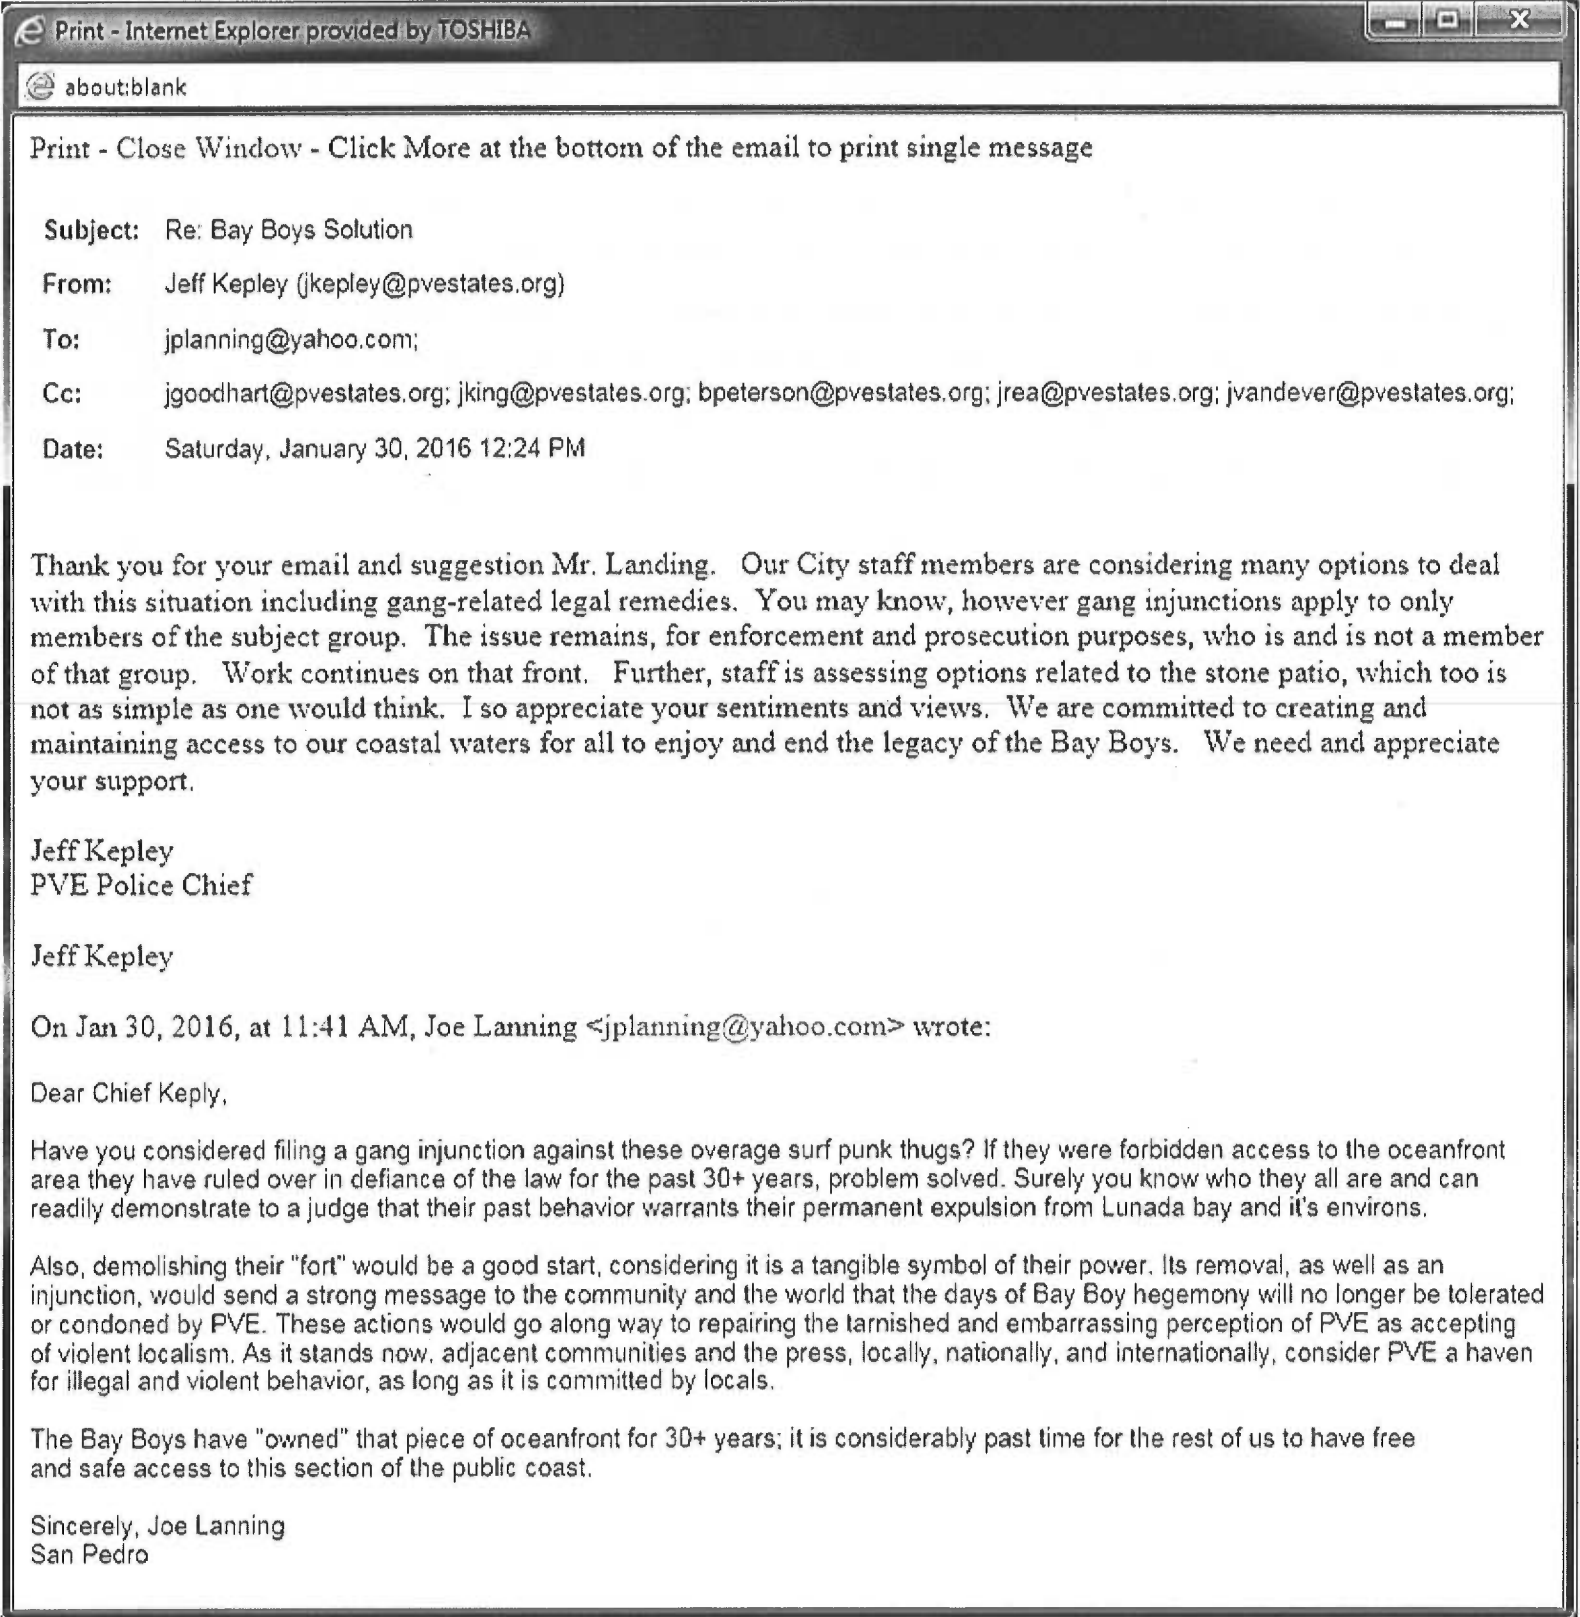 Print - Internet Explorer provided by TOSHIBA
about:blank
Print - Close Window - Click More at the bottom of the email to print single message
Subject: Re: Bay Boys Solution
From: Jeff Kepley (jkepley@pvestates.org)
To: jplanning@yahoo.com;
Cc: jgoodhart@pvestates.org; jking@pvestates.org; bpeterson@pvestates.org; jrea@pvestates.org; jvandever@pvestates.org;
Date: Saturday, January 30, 2016 12:24 PM
Thank you for your email and suggestion Mr. Landing. Our City staff members are considering many options to deal
with this situation including gang-related legal remedies. You may know, however gang injunctions apply to only
members of the subject group. The issue remains, for enforcement and prosecution purposes, who is and is not a member
of that group. Work continues on that front. Further, staff is assessing options related to the stone patio, which too is
not as simple as one would think. I so appreciate your sentiments and views. We are committed to creating and
maintaining access to our coastal waters for all to enjoy and end the legacy of the Bay Boys. We need and appreciate
your support.
Jeff Kepley
PVE Police Chief
Jeff Kepley
On Jan 30, 2016, at 11:41 AM, Joe Lanning <jplanning@yahoo.com> wrote:
Dear Chief Keply,
Have you considered filing a gang injunction against these overage surf punk thugs? If they were forbidden access to the oceanfront
area they have ruled over in defiance of the law for the past 30+ years, problem solved. Surely you know who they all are and can
readily demonstrate to a judge that their past behavior warrants their permanent expulsion from Lunada bay and it's environs.
Also, demolishing their "fort" would be a good start, considering it is a tangible symbol of their power. Its removal, as well as an
injunction, would send a strong message to the community and the world that the days of Bay Boy hegemony will no longer be tolerated
or condoned by PVE. These actions would go along way to repairing the tarnished and embarrassing perception of PVE as accepting
of violent localism. As it stands now, adjacent communities and the press, locally, nationally, and internationally, consider PVE a haven
for illegal and violent behavior, as long as it is committed by locals.
The Bay Boys have "owned" that piece of oceanfront for 30+ years; it is considerably past time for the rest of us to have free
and safe access to this section of the public coast.
Sincerely, Joe Lanning
San Pedro